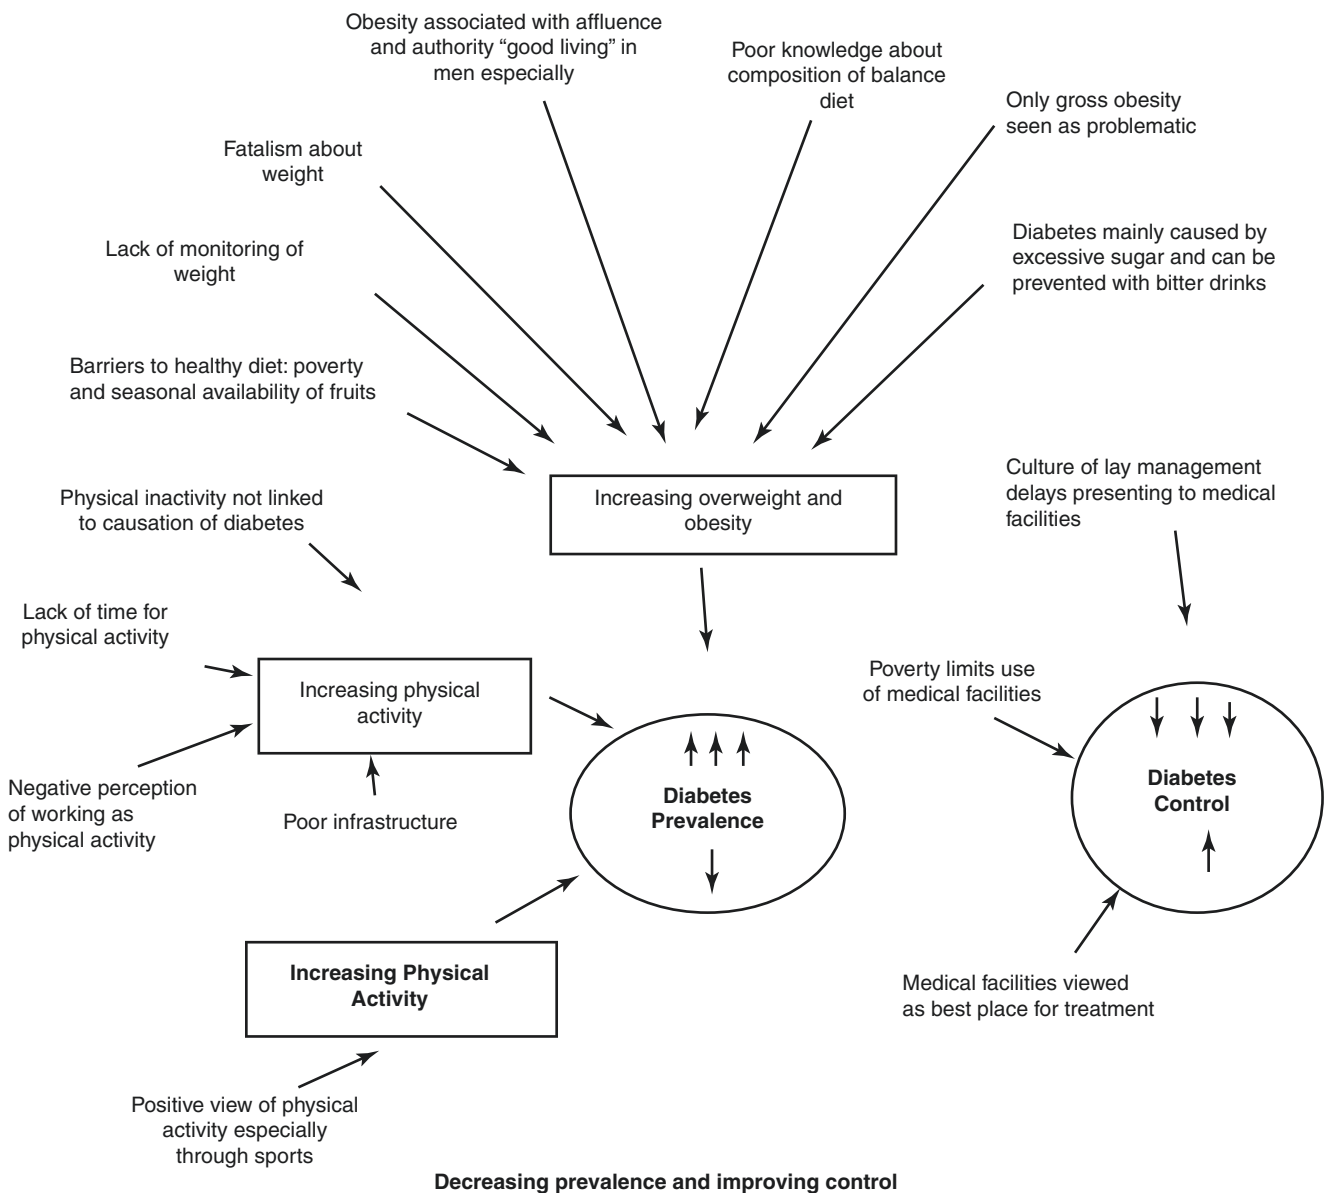 Obesity associated with affluence
and authority “good living” in
men especially
Poor knowledge about
composition of balance
diet
Only gross obesity
seen as problematic
Fatalism about
weight
Lack of monitoring of
weight
Diabetes mainly caused by
excessive sugar and can be
prevented with bitter drinks
Barriers to healthy diet: poverty
and seasonal availability of fruits
Increasing overweight and
obesity
Culture of lay management
delays presenting to medical
facilities
Physical inactivity not linked
to causation of diabetes
Lack of time for
physical activity
Increasing physical
activity
Poverty limits use
of medical facilities
Negative perception
of working as
physical activity
Poor infrastructure
Diabetes
Prevalence
Diabetes
Control
Increasing Physical
Activity
Medical facilities viewed
as best place for treatment
Positive view of physical
activity especially
through sports
Decreasing prevalence and improving control